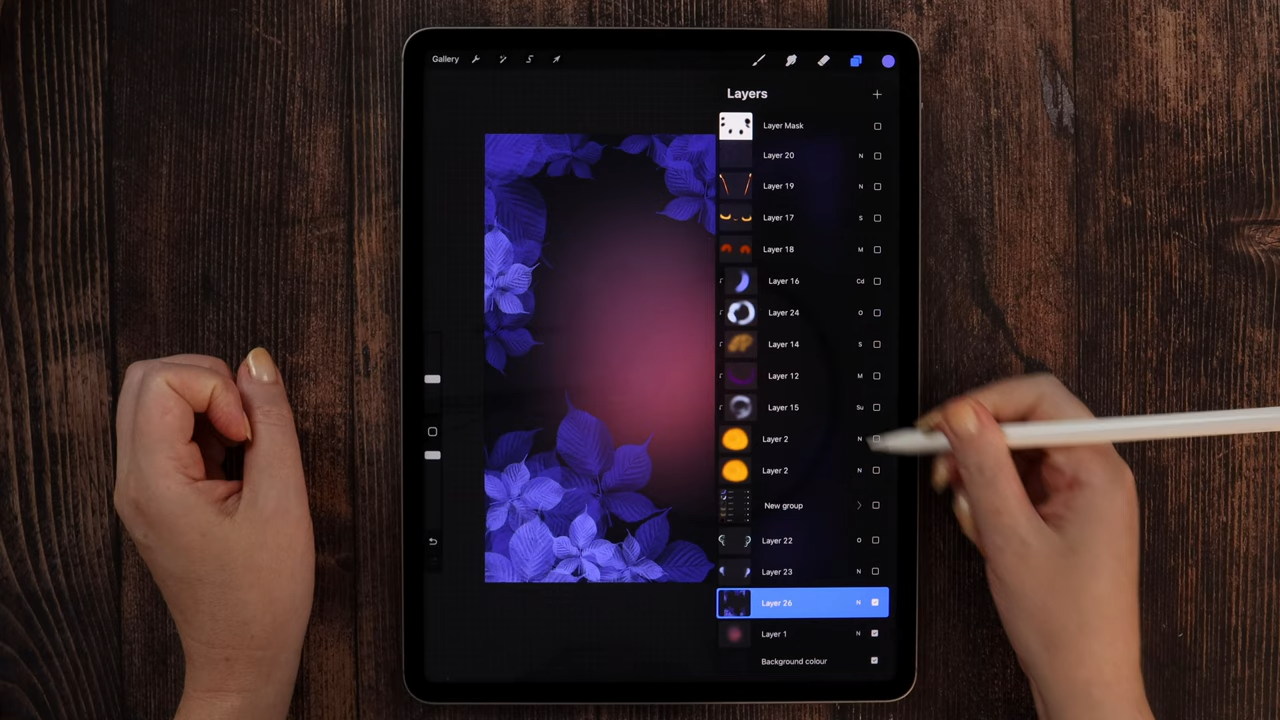 Gallery
Layers
Layer Mask
Layer 20 N
Layer 19 N
Layer 17 S
Layer 18 M
Layer 16 Cd
Layer 24 O
Layer 14 S
Layer 12 M
Layer 15 Su
Layer 2 N
Layer 2 N
New group
Layer 22 O
Layer 23 N
Layer 26 N
Layer 1 N
Background colour